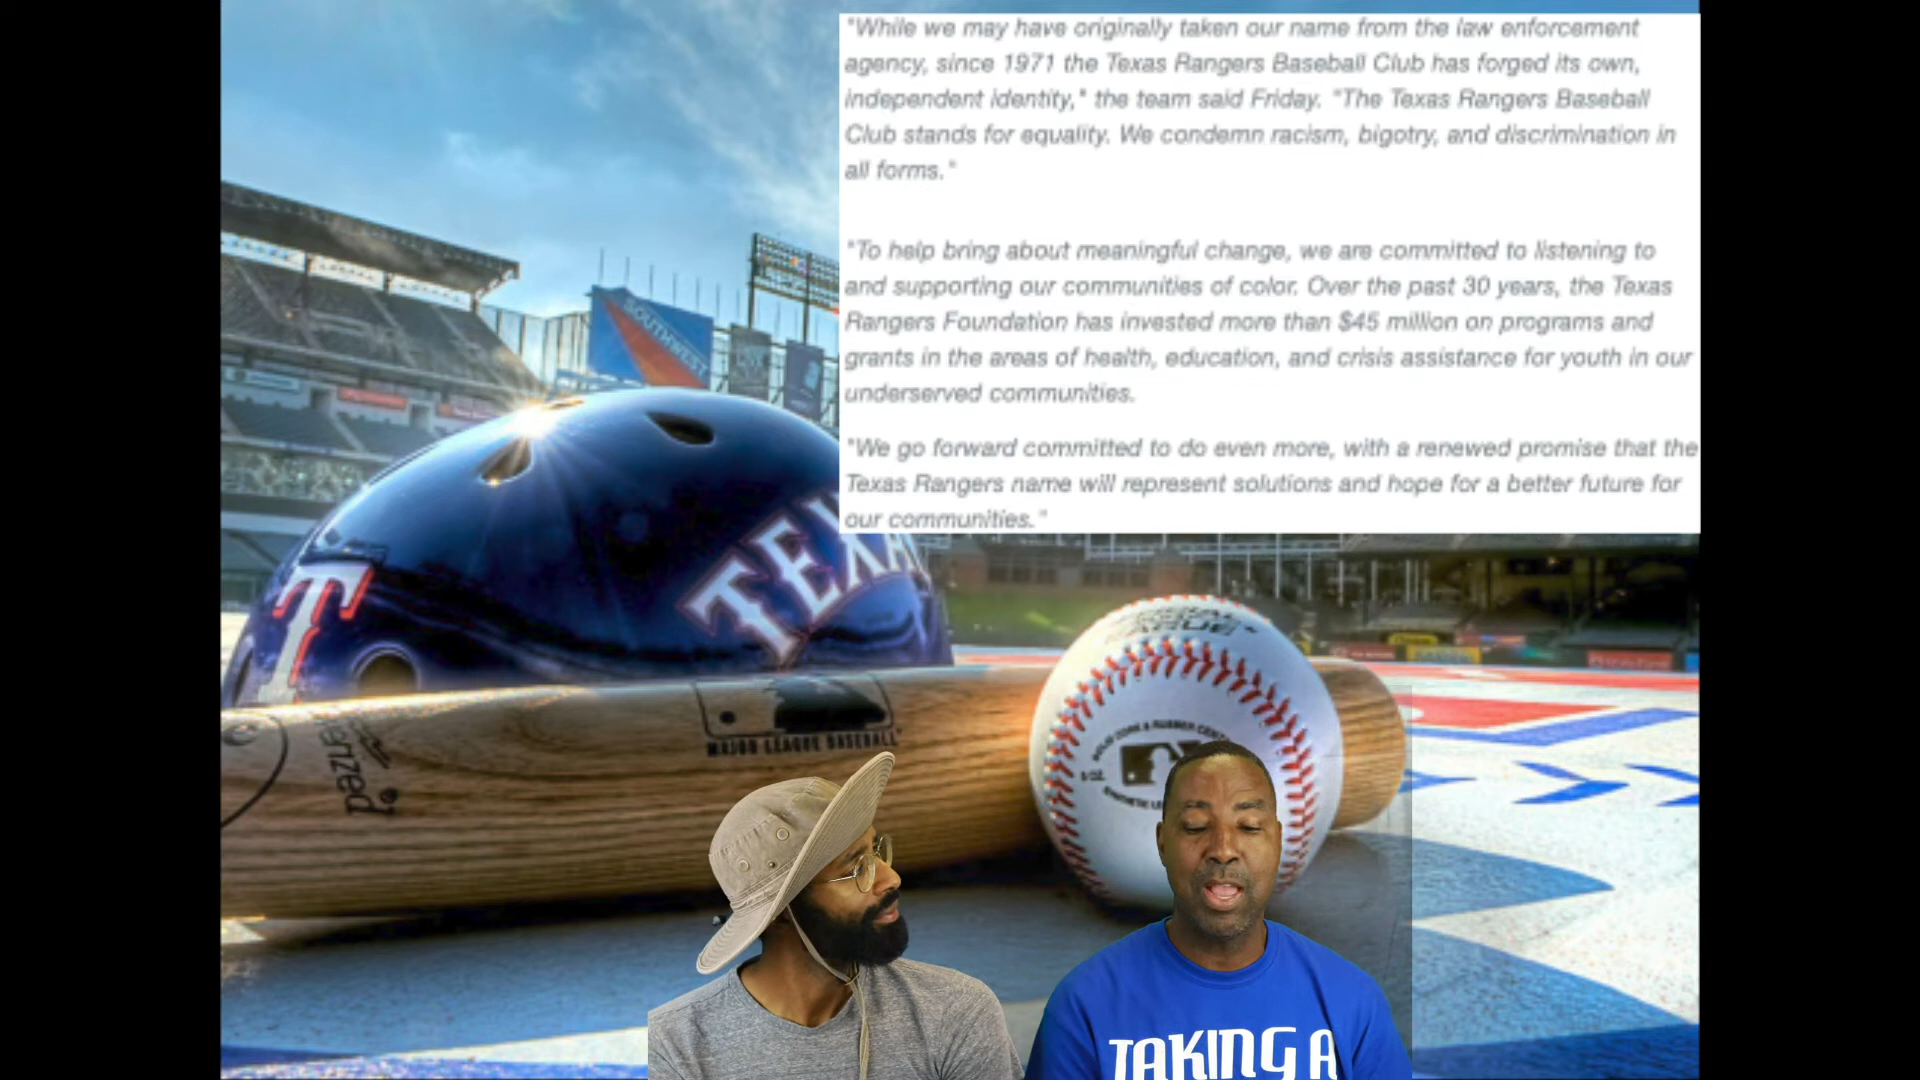 "While we may have originally taken our name from the law enforcement
agency, since 1971 the Texas Rangers Baseball Club has forged its own,
independent identity," the team said Friday. "The Texas Rangers Baseball
Club stands for equality. We condemn racism, bigotry, and discrimination in
all forms."
"To help bring about meaningful change, we are committed to listening to
and supporting our communities of color. Over the past 30 years, the Texas
Rangers Foundation has invested more than $45 million on programs and
grants in the areas of health, education, and crisis assistance for youth in our
underserved communities.
"We go forward committed to do even more, with a renewed promise that the
Texas Rangers name will represent solutions and hope for a better future for
our communities."
SOUTHWEST
TEXA
T
MAJOR LEAGUE BASEBALL
TAKING A